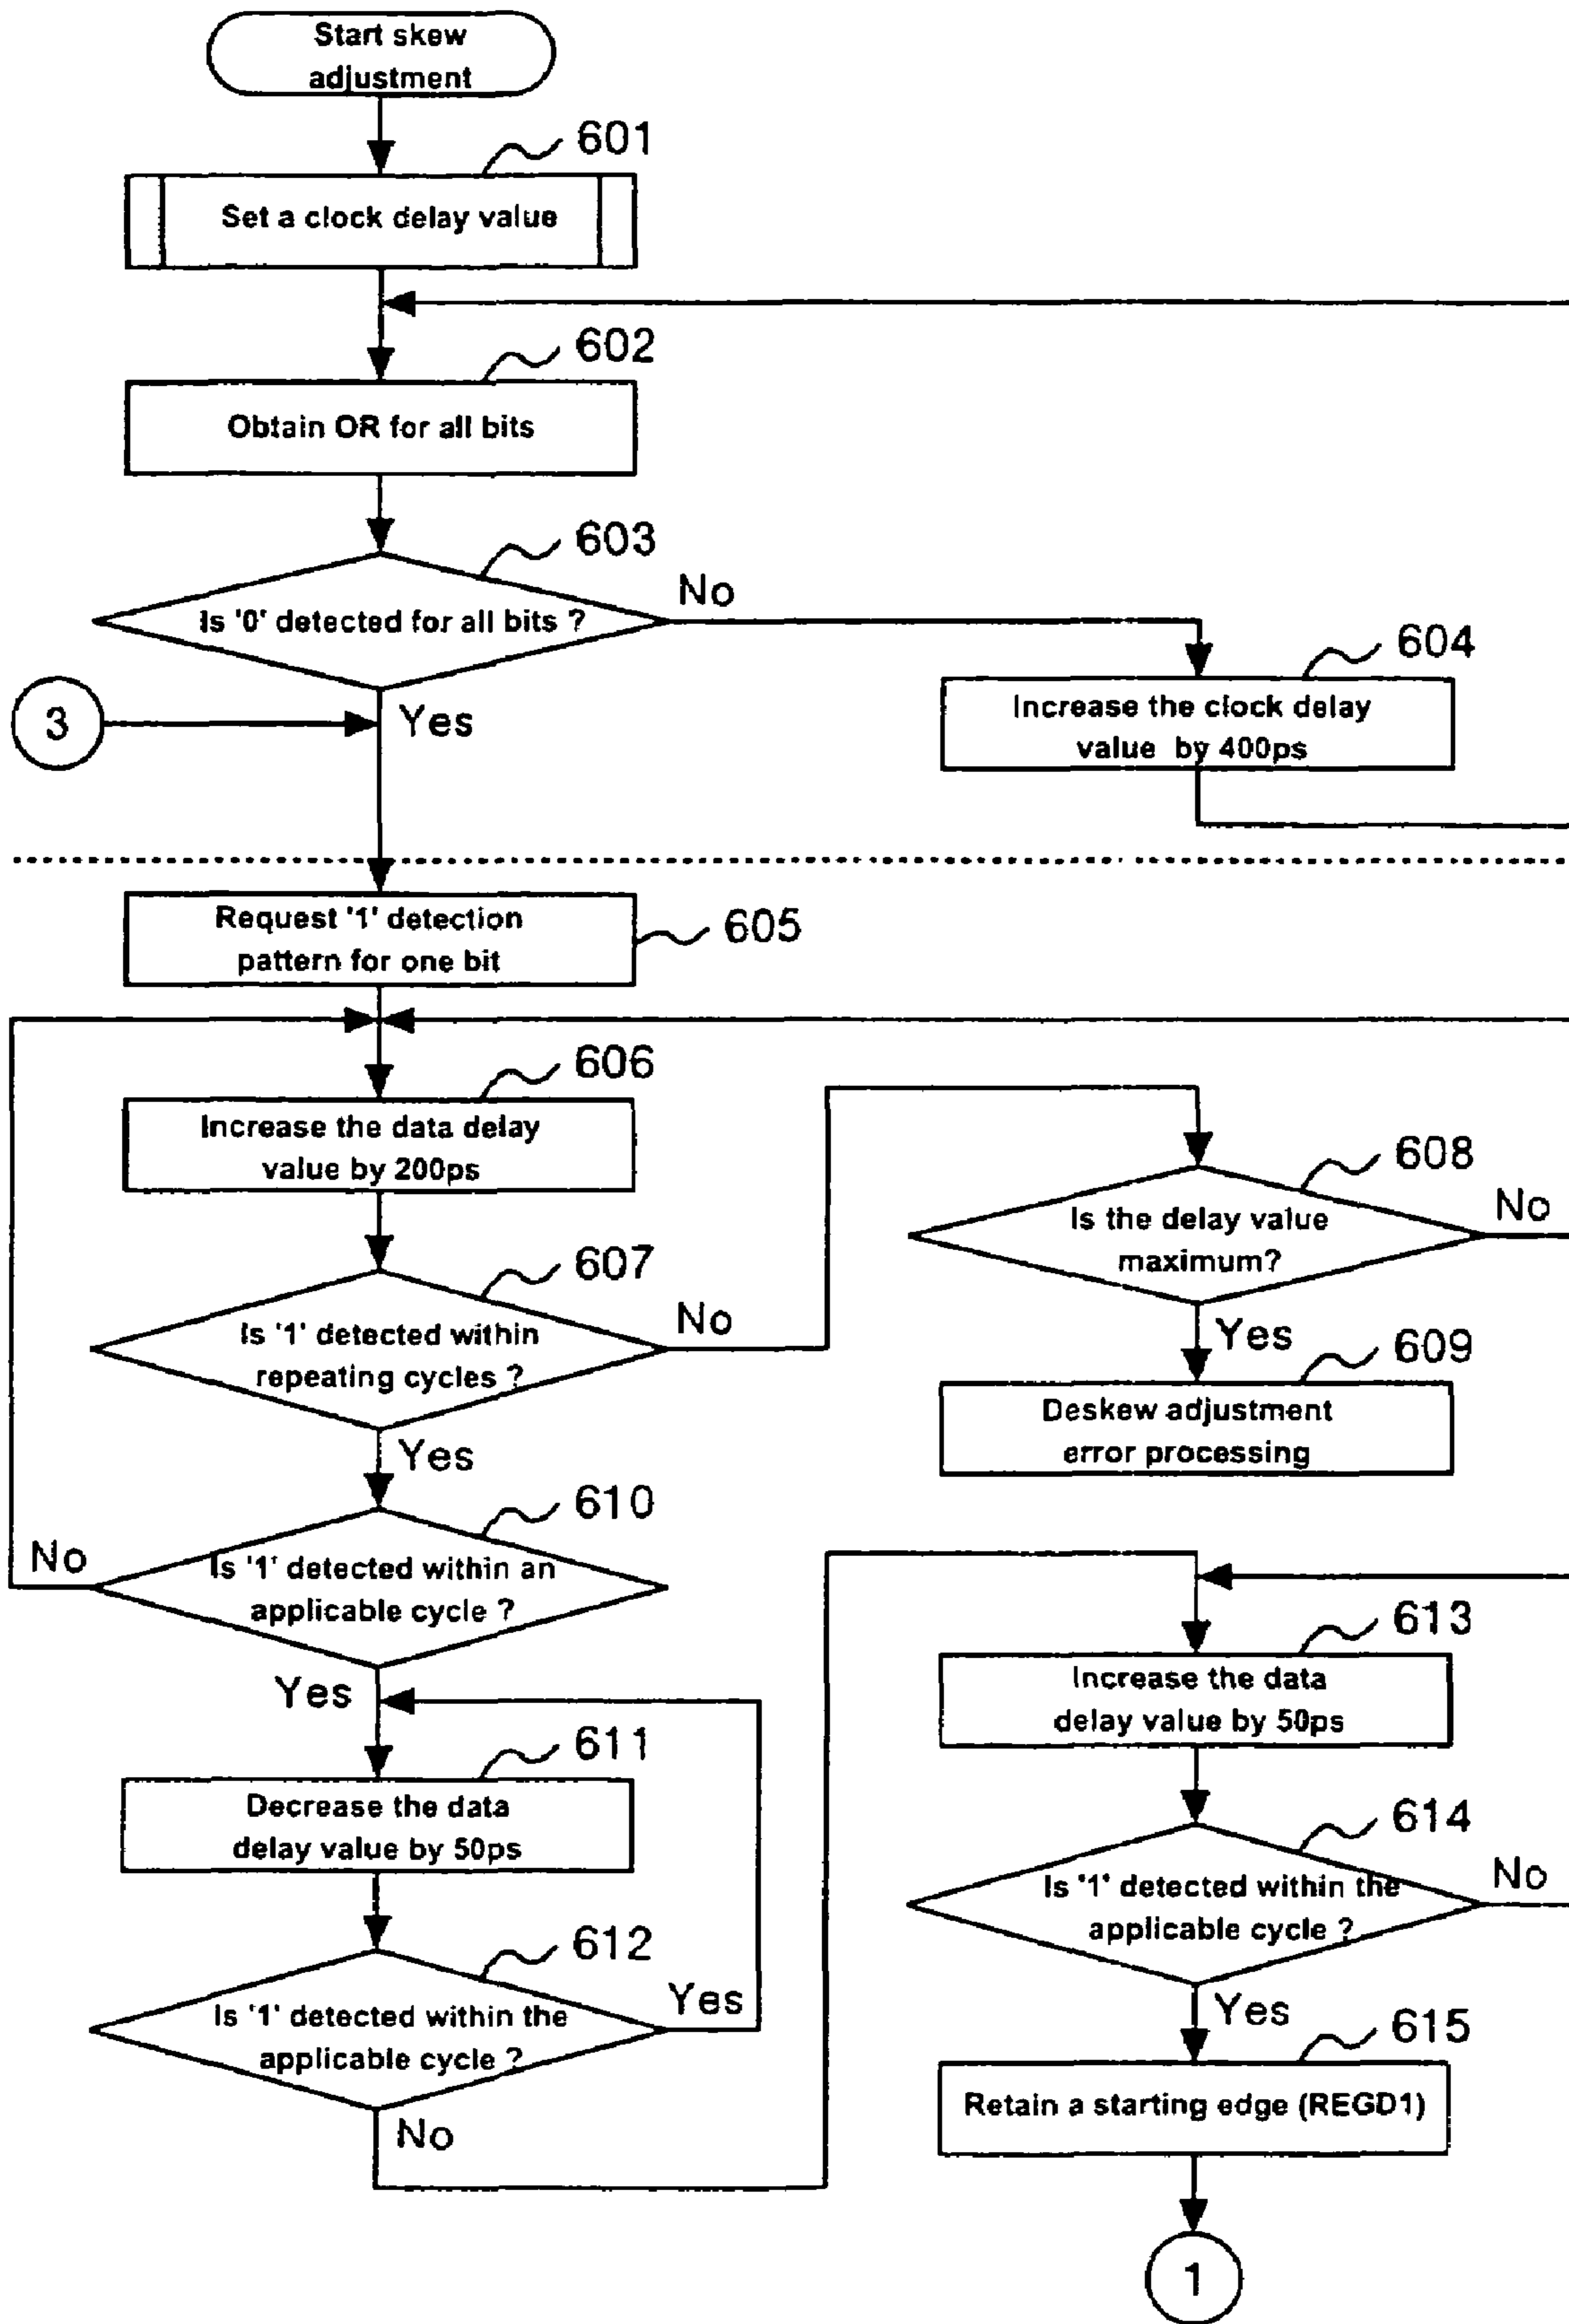 Start skew
adjustment
601
Set a clock delay value
602
Obtain OR for all bits
603
Is '0' detected for all bits ?
No
604
Increase the clock delay
value by 400ps
3
Yes
Request '1' detection
pattern for one bit
605
606
Increase the data delay
value by 200ps
607
Is '1' detected within
repeating cycles ?
No
608
Is the delay value
maximum?
No
Yes
609
Deskew adjustment
error processing
Yes
610
Is '1' detected within an
applicable cycle ?
No
Yes
611
Decrease the data
delay value by 50ps
612
Is '1' detected within the
applicable cycle ?
Yes
No
613
Increase the data
delay value by 50ps
614
Is '1' detected within the
applicable cycle ?
No
Yes
615
Retain a starting edge (REGD1)
1